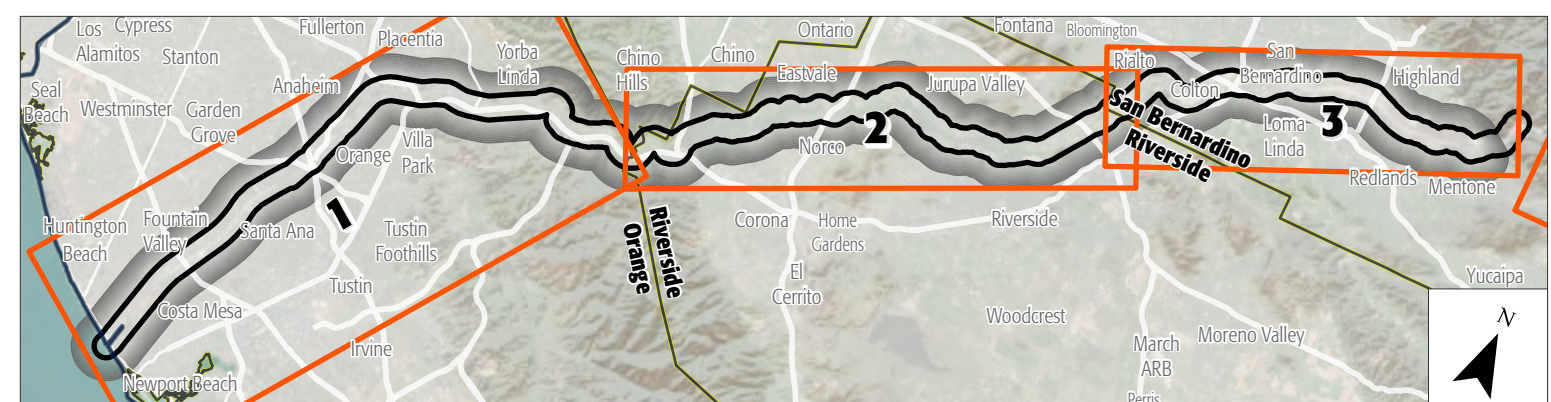 Los
Alamitos
Cypress
Stanton
Fullerton
Placentia
Yorba
Linda
Chino
Hills
Chino
Ontario
Eastvale
Fontana
Bloomington
Rialto
San
Bernardino
Highland
Colton
Jurupa Valley
Seal
Beach
Westminster
Garden
Grove
Anaheim
Villa
Park
Orange
Norco
2
3
Loma
Linda
San Bernardino
Riverside
Redlands
Mentone
1
Huntington
Beach
Fountain
Valley
Santa Ana
Tustin
Foothills
Riverside
Orange
Corona
Home
Gardens
Riverside
El
Cerrito
Yucaipa
Tustin
Costa Mesa
Irvine
Newport Beach
Woodcrest
March
ARB
Moreno Valley
Perris
N